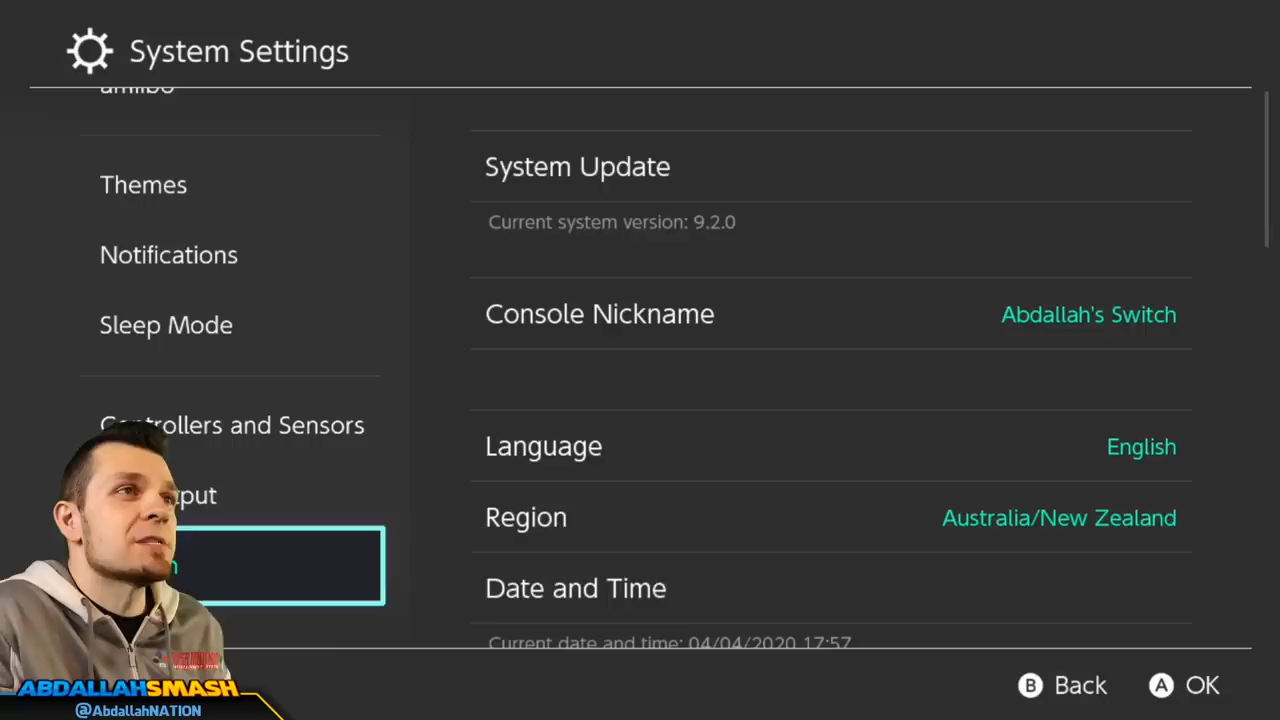 System Settings
amiibo
Themes
Notifications
Sleep Mode
Controllers and Sensors
put
System Update
Current system version: 9.2.0
Console Nickname Abdallah's Switch
Language English
Region Australia/New Zealand
Date and Time
Current date and time: 04/04/2020 17:57
B Back A OK
ABDALLAHSMASH
@AbdallahNATION